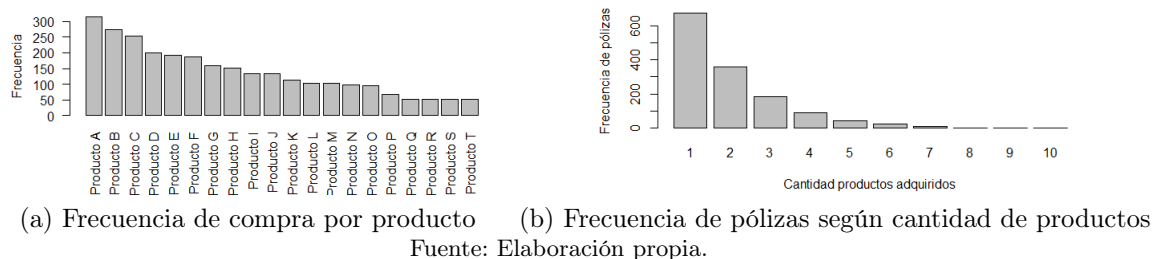 Frecuencia
300
250
200
150
100
50
0
Producto A
Producto B
Producto C
Producto D
Producto E
Producto F
Producto G
Producto H
Producto I
Producto J
Producto K
Producto L
Producto M
Producto N
Producto O
Producto P
Producto Q
Producto R
Producto S
Producto T
(a) Frecuencia de compra por producto
Frecuencia de pólizas
600
400
200
0
1 2 3 4 5 6 7 8 9 10
Cantidad productos adquiridos
(b) Frecuencia de pólizas según cantidad de productos
Fuente: Elaboración propia.